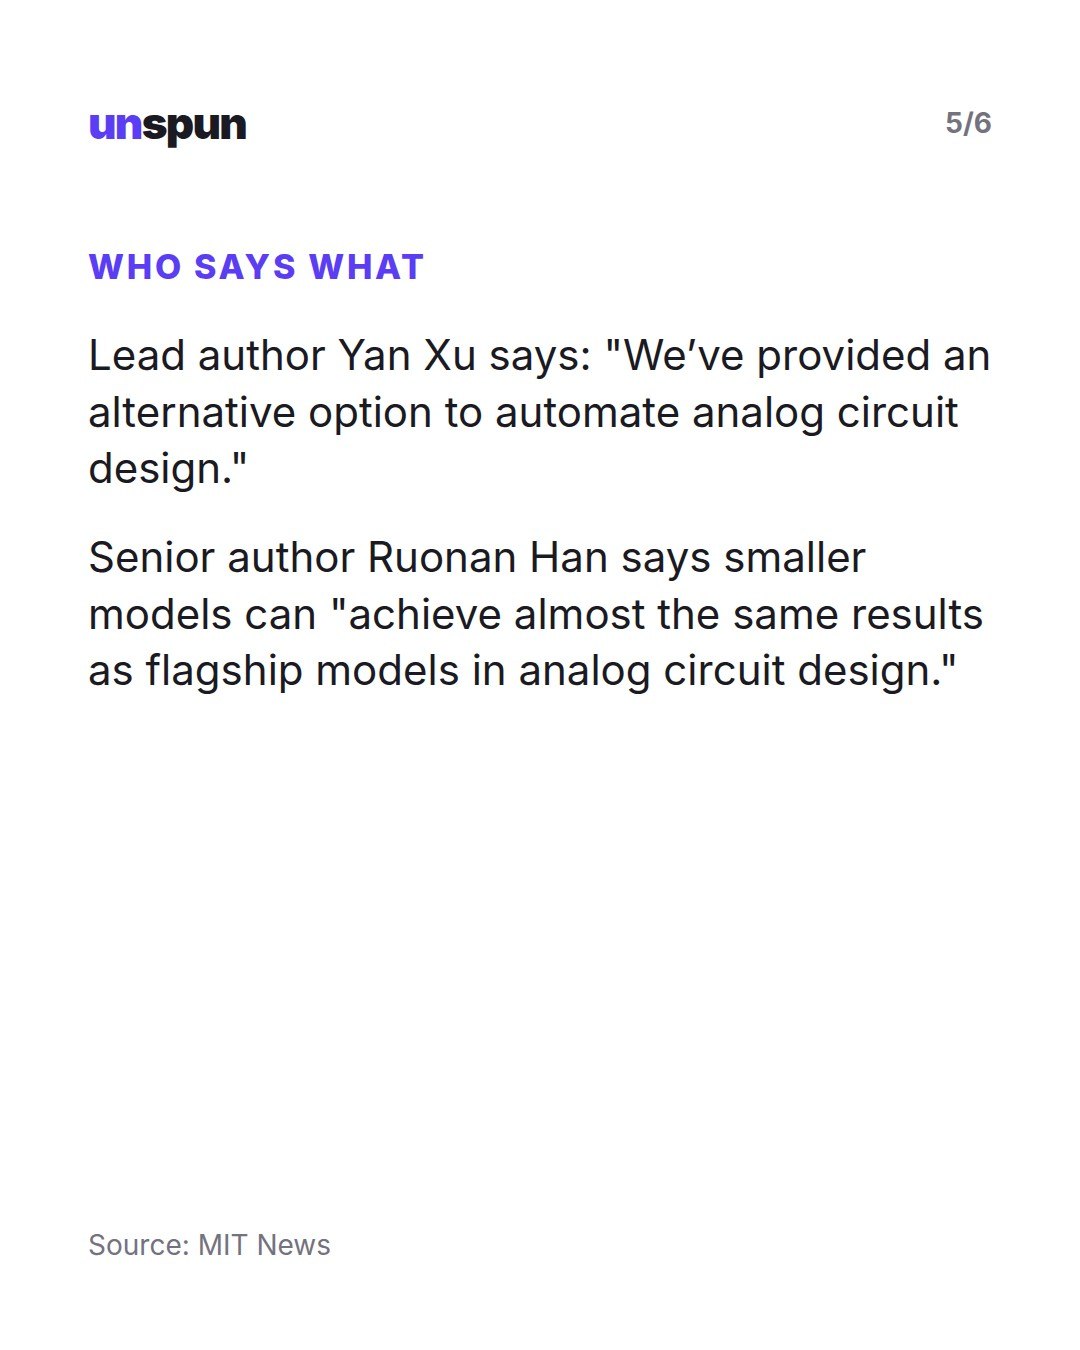 unspun
5/6
WHO SAYS WHAT
Lead author Yan Xu says: "We’ve provided an
alternative option to automate analog circuit
design."
Senior author Ruonan Han says smaller
models can "achieve almost the same results
as flagship models in analog circuit design."
Source: MIT News